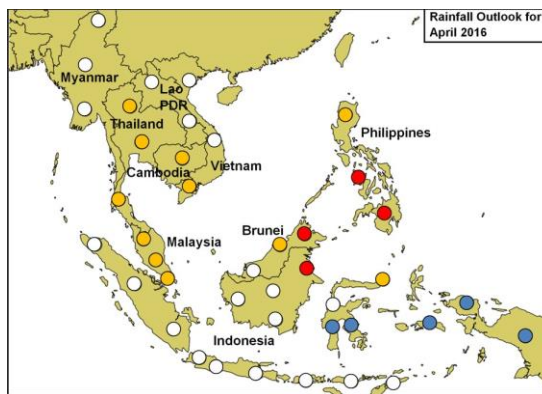 Rainfall Outlook for
April 2016
Myanmar
Lao
PDR
Thailand
Philippines
Cambodia
Vietnam
Brunei
Malaysia
Indonesia